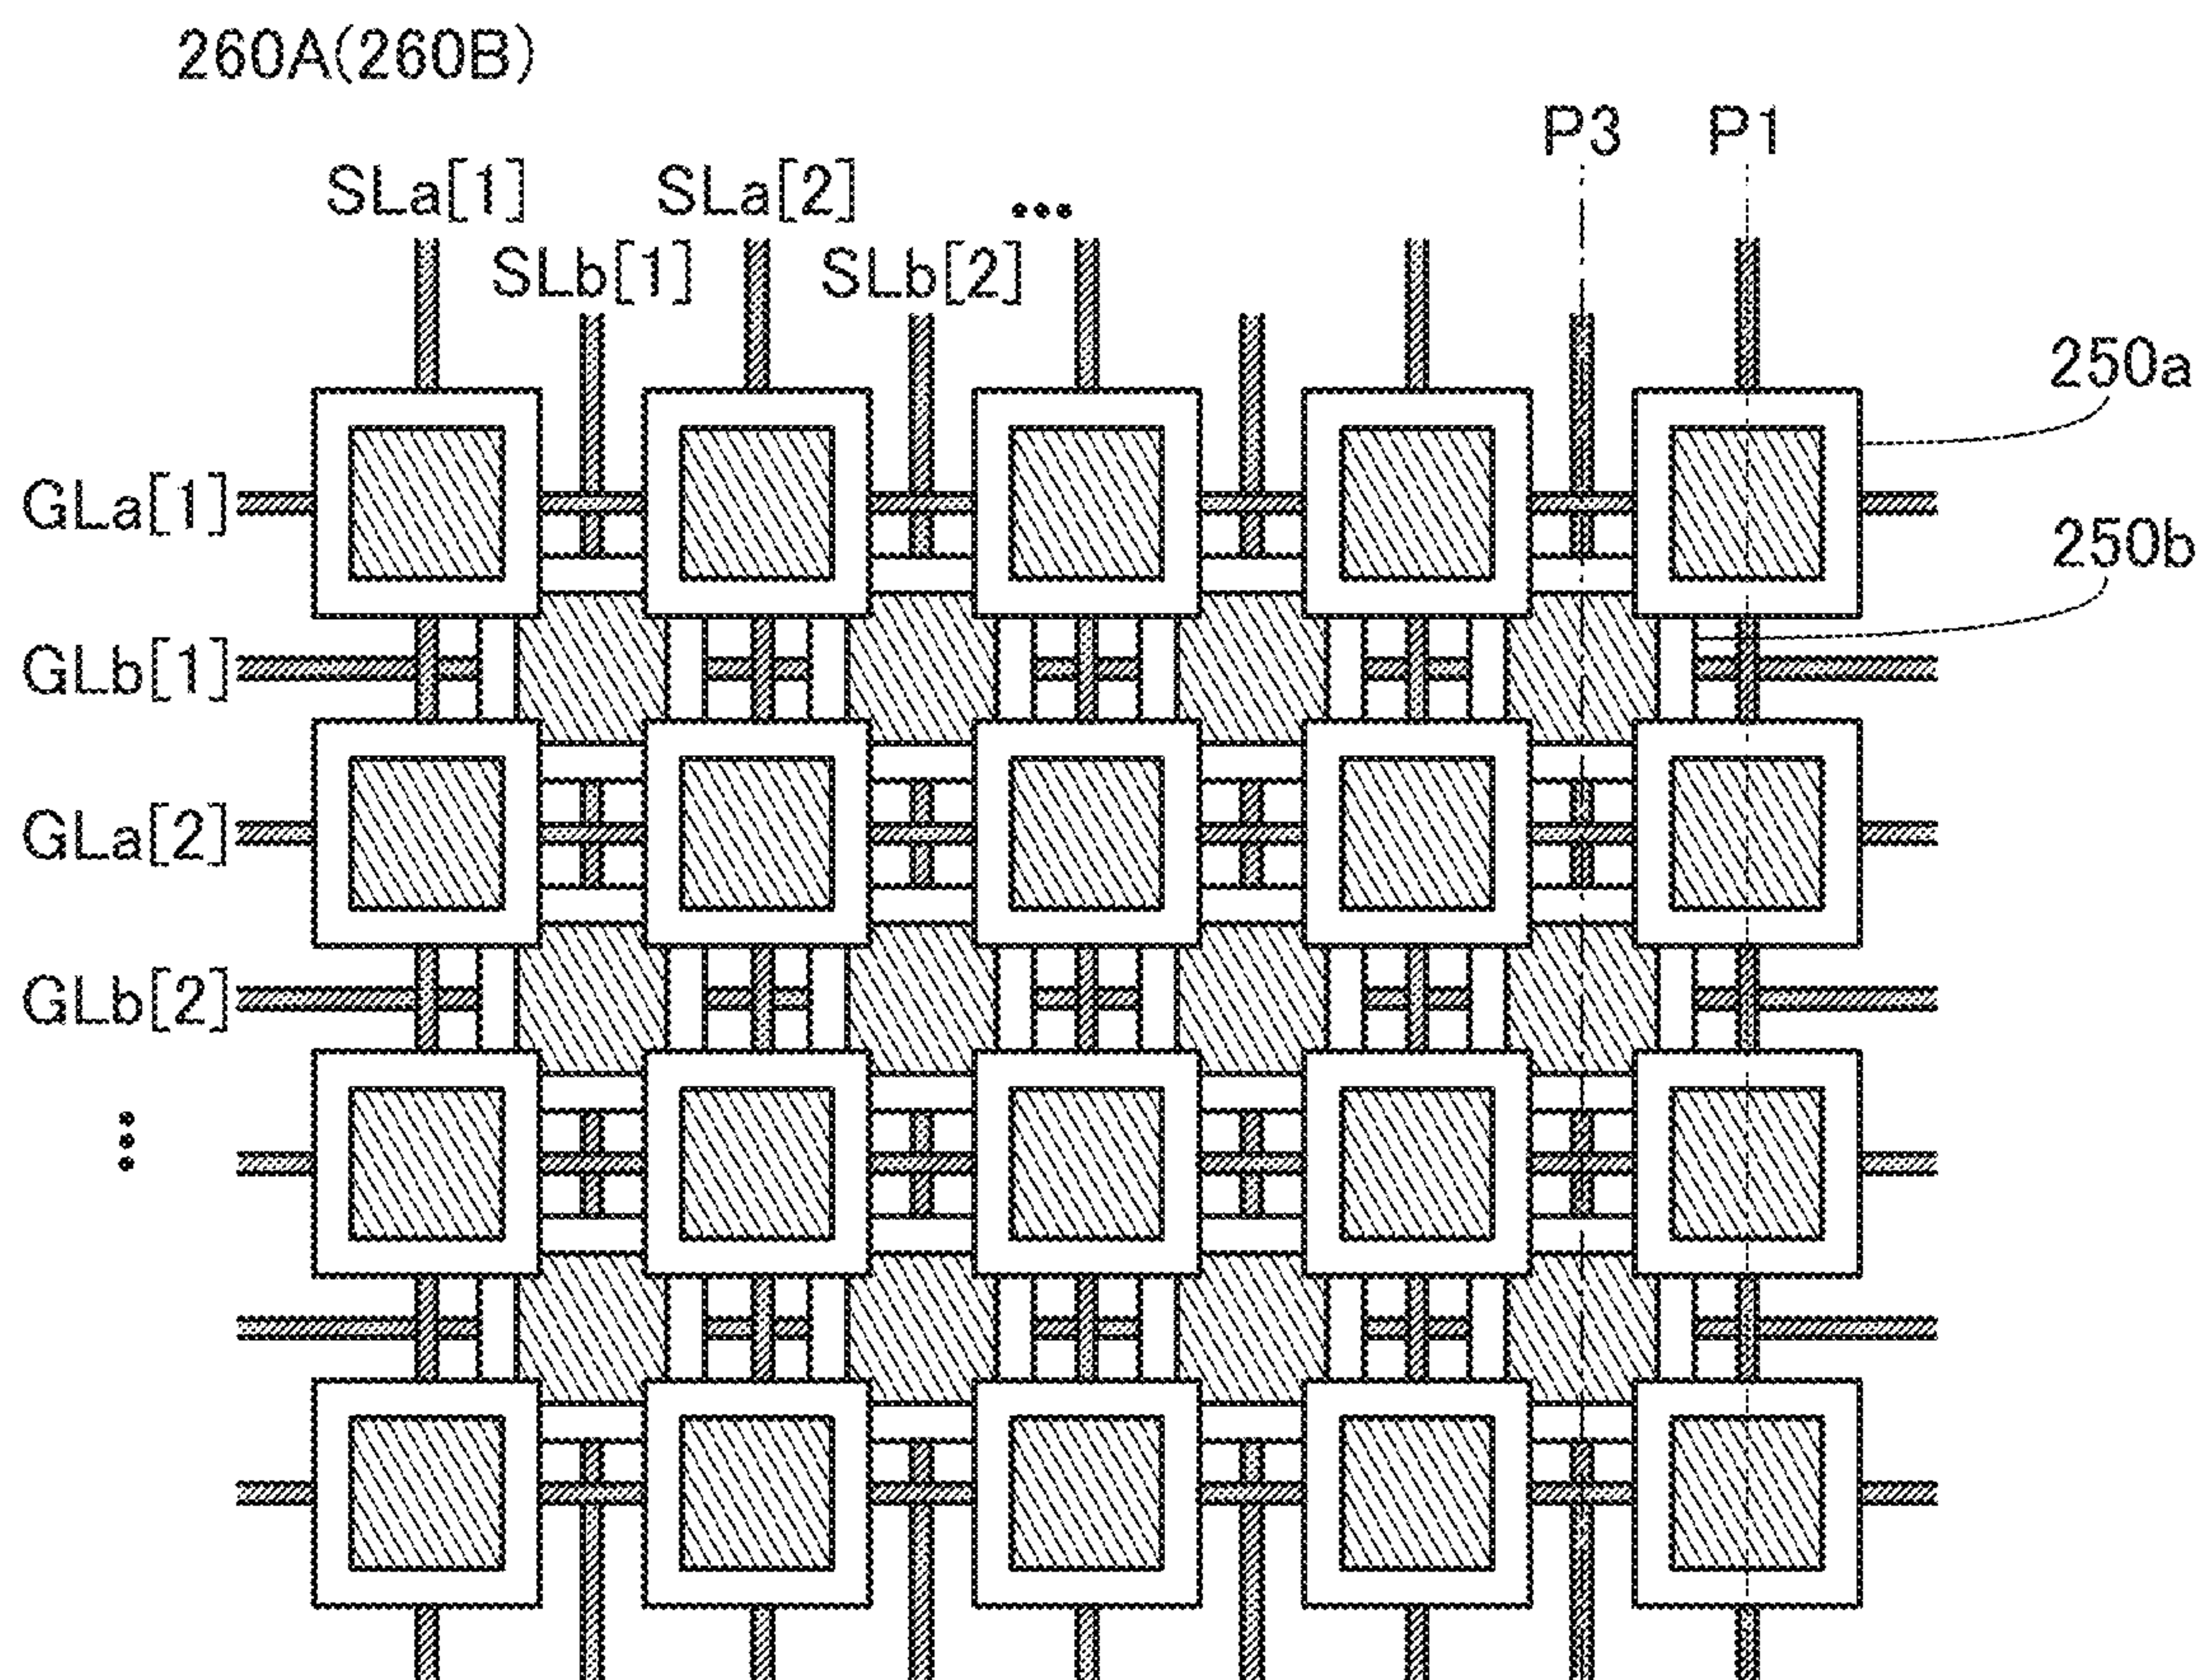 260A(260B)
P3 P1
SLa[1] SLa[2] •••
SLb[1] SLb[2]
250a
GLa[1]
250b
GLb[1]
GLa[2]
GLb[2]